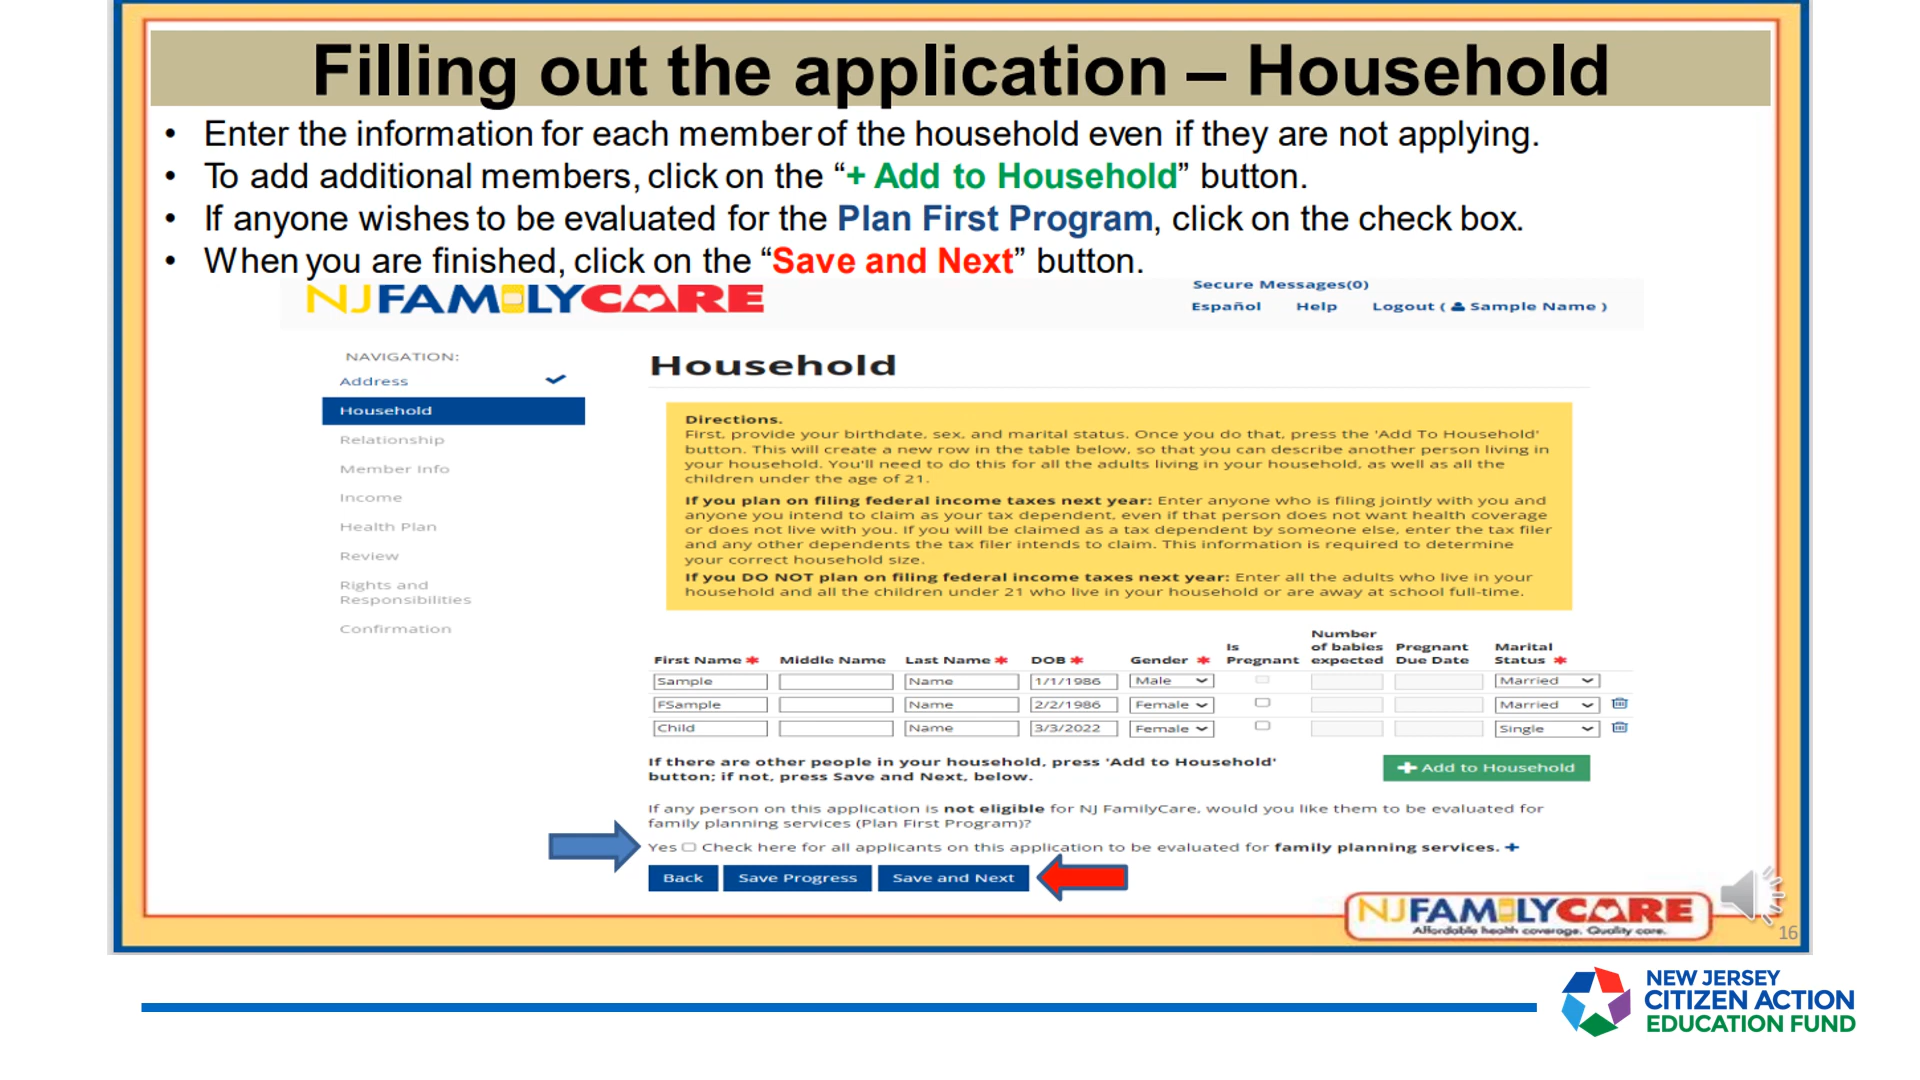 Filling out the application – Household
• Enter the information for each member of the household even if they are not applying.
• To add additional members, click on the “+ Add to Household” button.
• If anyone wishes to be evaluated for the Plan First Program, click on the check box.
• When you are finished, click on the “Save and Next” button.
NJFAMILYCARE
Secure Messages(0)
Español Help Logout ( Sample Name )
NAVIGATION:
Address
Household
Relationship
Member Info
Income
Health Plan
Review
Rights and
Responsibilities
Confirmation
Household
Directions.
First, provide your birthdate, sex, and marital status. Once you do that, press the 'Add To Household'
button. This will create a new row in the table below, so that you can describe another person living in
your household. You'll need to do this for all the adults living in your household, as well as all the
children under the age of 21.
If you plan on filing federal income taxes next year: Enter anyone who is filing jointly with you and
anyone you intend to claim as your tax dependent, even if that person does not want health coverage
or does not live with you. If you will be claimed as a tax dependent by someone else, enter the tax filer
and any other dependents the tax filer intends to claim. This information is required to determine
your correct household size.
If you DO NOT plan on filing federal income taxes next year: Enter all the adults who live in your
household and all the children under 21 who live in your household or are away at school full-time.
First Name * Middle Name Last Name * DOB * Gender * Is Pregnant Number of babies expected Pregnant Due Date Marital Status *
Sample Name 1/1/1986 Male Married
FSample Name 2/2/1986 Female Married
Child Name 3/3/2022 Female Single
If there are other people in your household, press 'Add to Household'
button; if not, press Save and Next, below.
+ Add to Household
If any person on this application is not eligible for NJ FamilyCare, would you like them to be evaluated for
family planning services (Plan First Program)?
Yes Check here for all applicants on this application to be evaluated for family planning services. +
Back Save Progress Save and Next
NJFAMILYCARE
Affordable health coverage. Quality care.
16
NEW JERSEY
CITIZEN ACTION
EDUCATION FUND